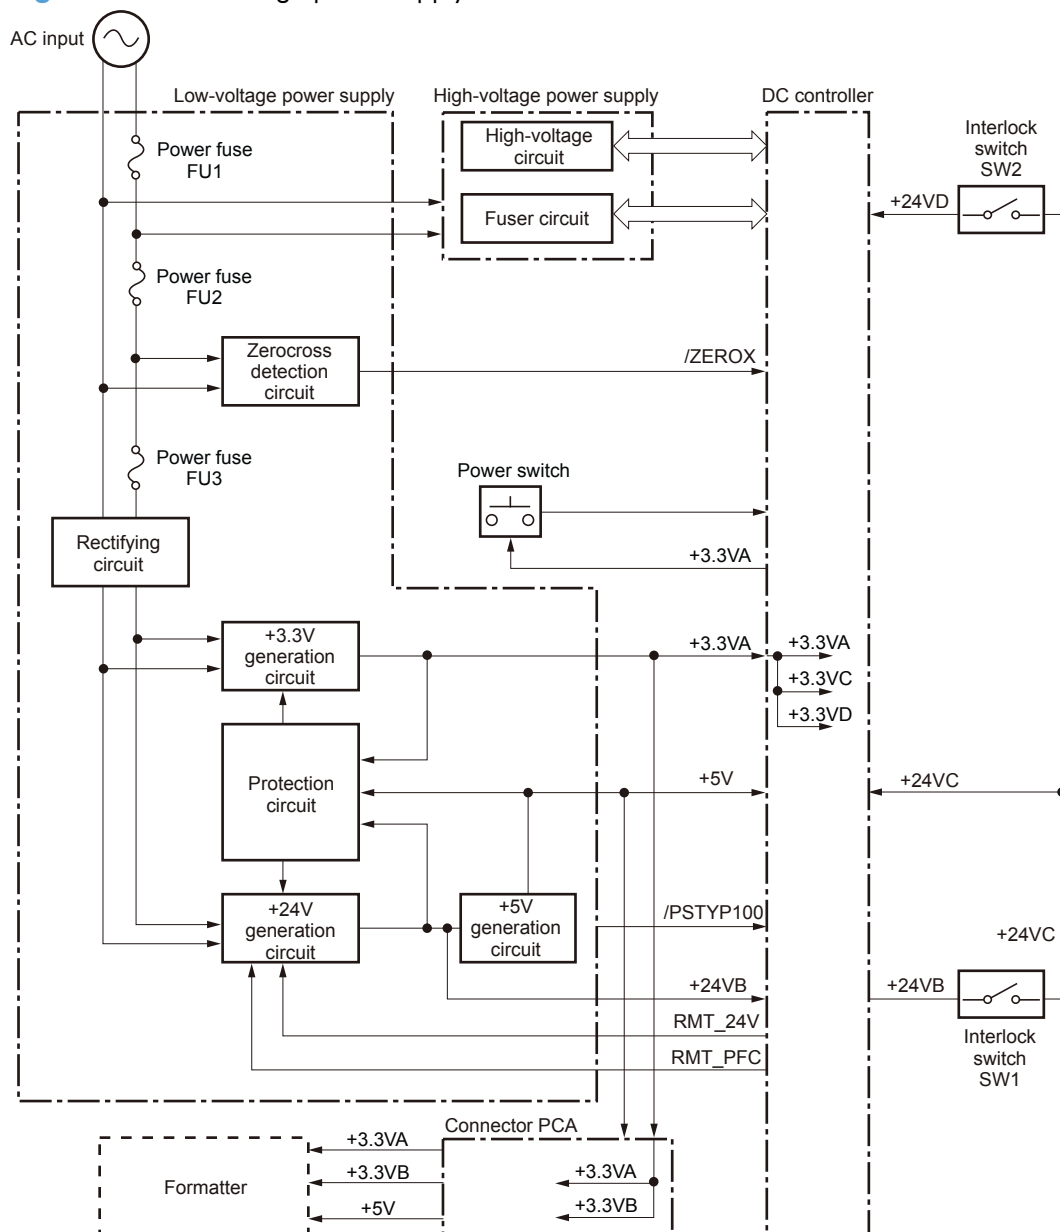 AC input
Low-voltage power supply
High-voltage power supply
DC controller
High-voltage
circuit
Interlock
switch
SW2
Power fuse
FU1
Fuser circuit
+24VD
Power fuse
FU2
Zerocross
detection
circuit
/ZEROX
Power fuse
FU3
Power switch
Rectifying
circuit
+3.3VA
+3.3V
generation
circuit
+3.3VA
+3.3VA
+3.3VC
+3.3VD
Protection
circuit
+5V
+24VC
+24V
generation
circuit
+5V
generation
circuit
/PSTYP100
+24VC
+24VB
+24VB
RMT_24V
RMT_PFC
Interlock
switch
SW1
Connector PCA
Formatter
+3.3VA
+3.3VB
+5V
+3.3VA
+3.3VB